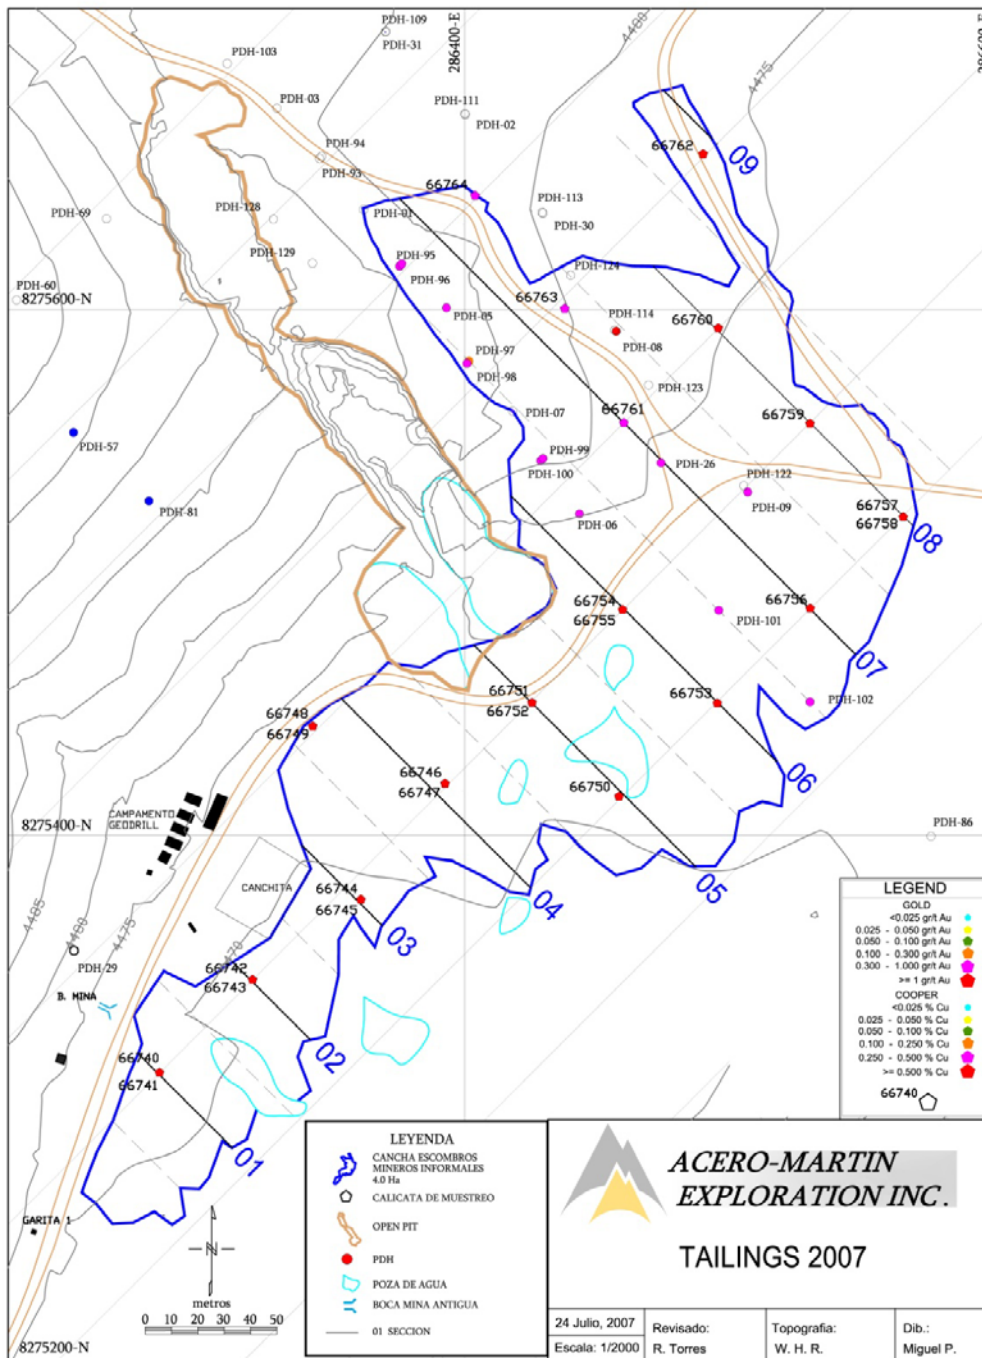 PDH-109
PDH-31
286400-E
4480
4475
PDH-103
PDH-03
PDH-111
PDH-02
PDH-94
PDH-93
66762
09
66764
PDH-69
PDH-128
PDH-01
PDH-113
PDH-30
PDH-129
PDH-95
PDH-96
PDH-124
PDH-60
8275600-N
PDH-05
66763
PDH-114
PDH-08
66760
PDH-97
PDH-98
PDH-123
PDH-57
PDH-07
66761
66759
PDH-99
PDH-100
PDH-26
PDH-122
PDH-09
PDH-81
PDH-06
66757
66758
08
66754
66755
PDH-101
66756
07
66751
66752
66753
PDH-102
66748
66749
06
66746
66747
66750
CAMPAMENTO
GEODRILL
8275400-N
PDH-86
05
CANCHITA
66744
66745
04
03
4485
4480
4475
4470
PDH-29
66742
66743
B. MINA
02
66740
66741
01
GARITA 1
N
metros
0 10 20 30 40 50
8275200-N
LEGEND
GOLD
<0.025 gr/t Au
0.025 - 0.050 gr/t Au
0.050 - 0.100 gr/t Au
0.100 - 0.300 gr/t Au
0.300 - 1.000 gr/t Au
>= 1 gr/t Au
COOPER
<0.025 % Cu
0.025 - 0.050 % Cu
0.050 - 0.100 % Cu
0.100 - 0.250 % Cu
0.250 - 0.500 % Cu
>= 0.500 % Cu
66740
LEYENDA
CANCHA ESCOMBROS
MINEROS INFORMALES
4.0 Ha
CALICATA DE MUESTREO
OPEN PIT
PDH
POZA DE AGUA
BOCA MINA ANTIGUA
01 SECCION
ACERO-MARTIN
EXPLORATION INC.
TAILINGS 2007
24 Julio, 2007
Escala: 1/2000
Revisado:
R. Torres
Topografia:
W. H. R.
Dib.:
Miguel P.